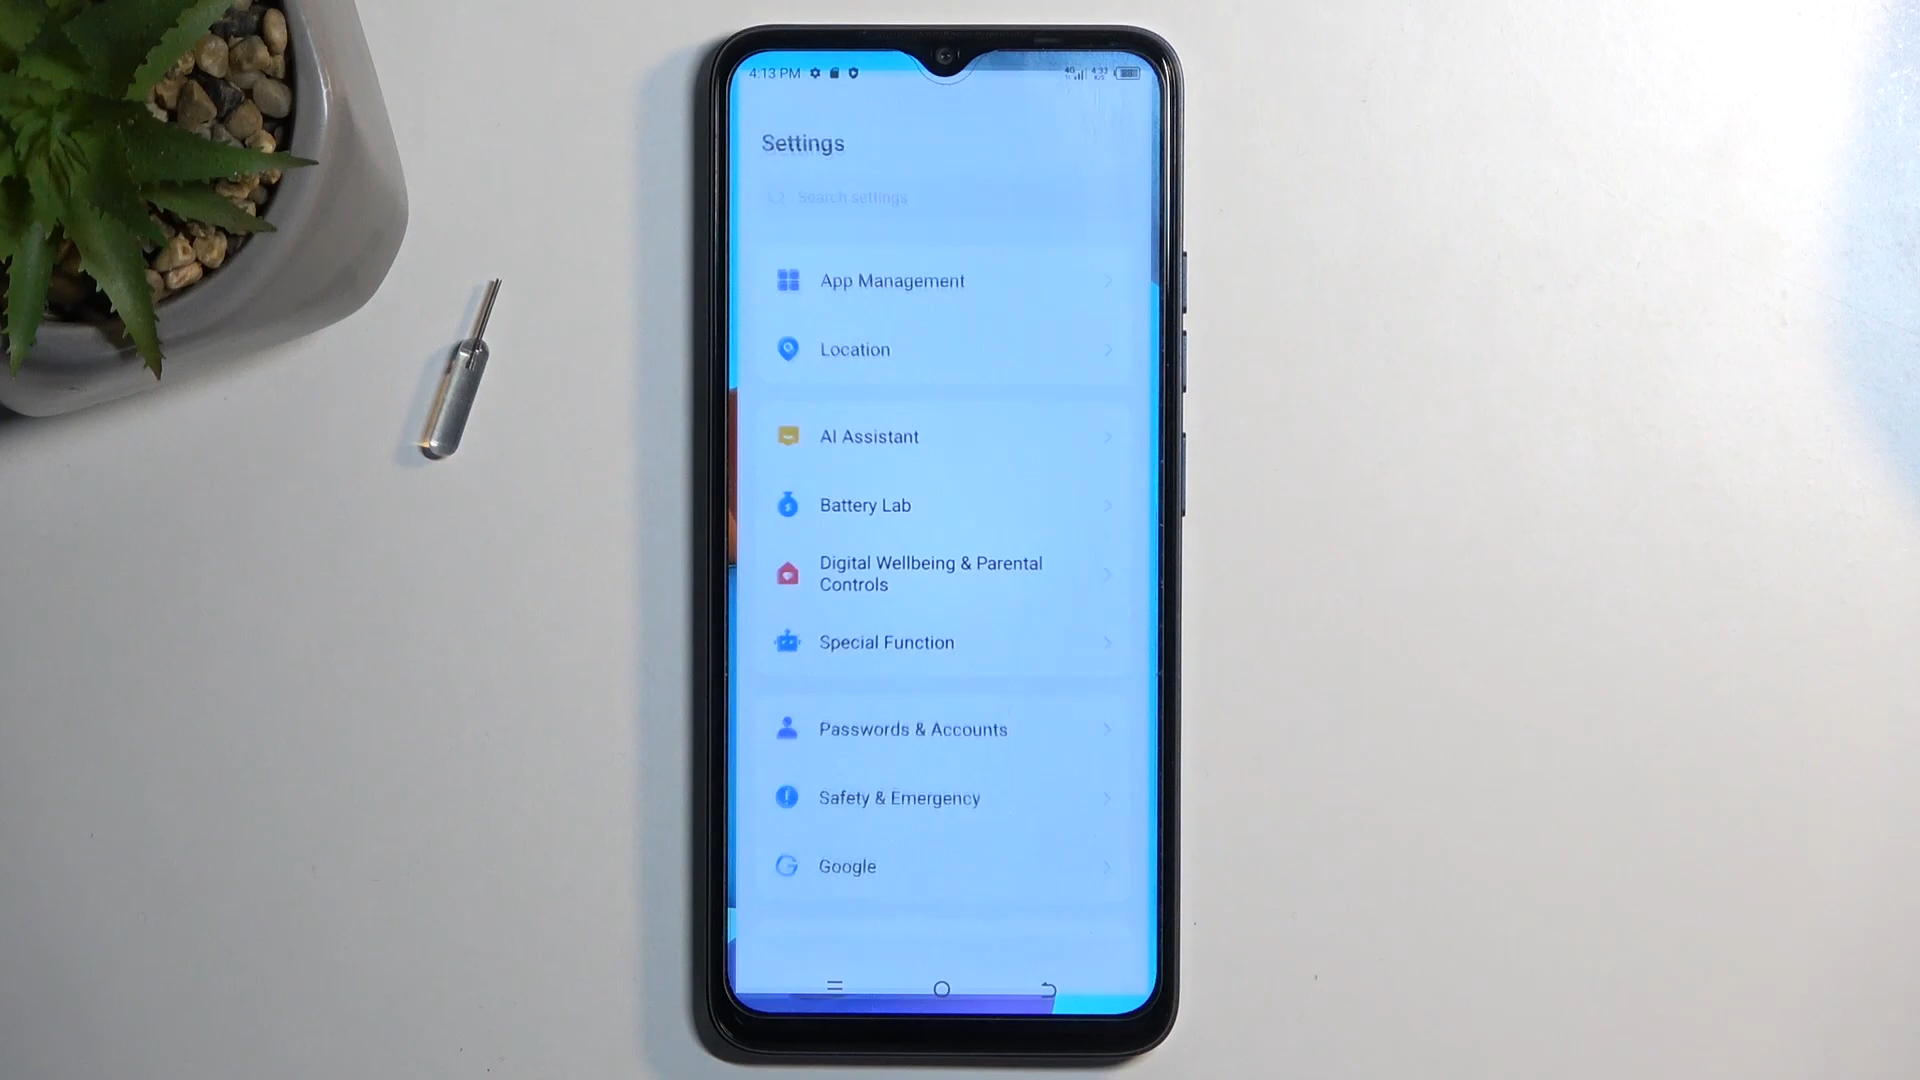 4:13 PM
Settings
Search settings
App Management
Location
AI Assistant
Battery Lab
Digital Wellbeing & Parental
Controls
Special Function
Passwords & Accounts
Safety & Emergency
Google